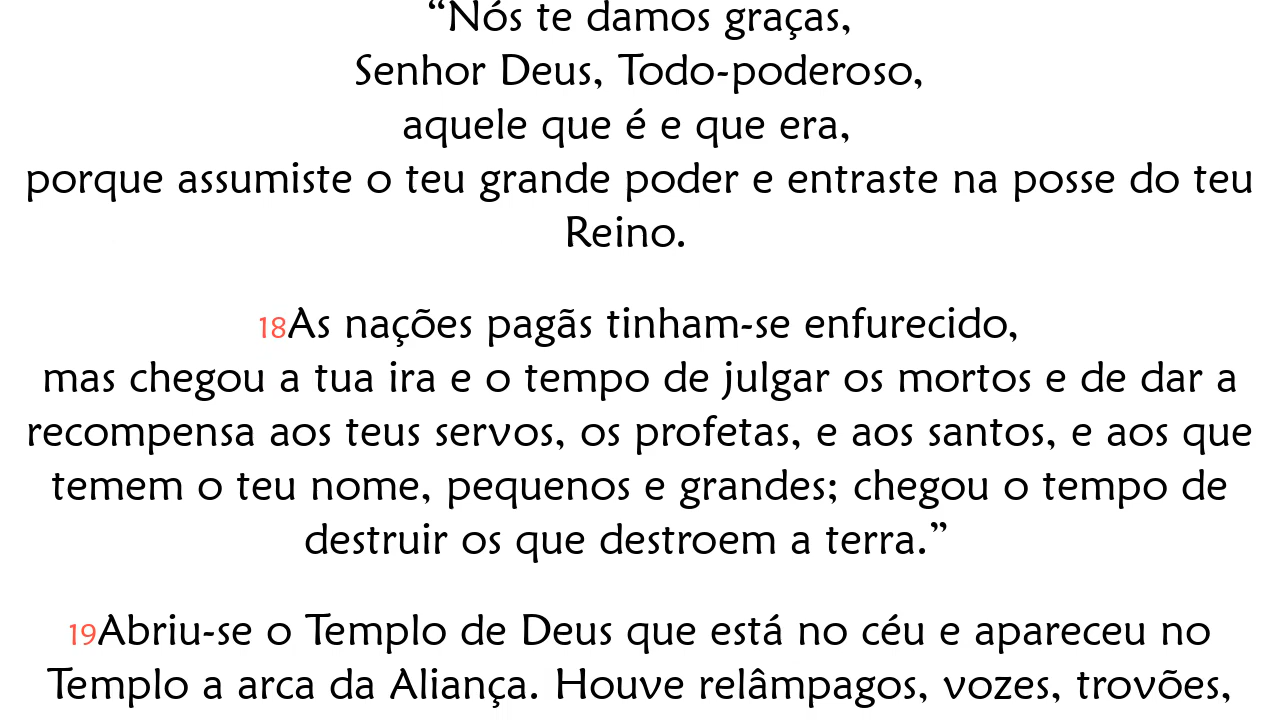 “Nós te damos graças,
Senhor Deus, Todo-poderoso,
aquele que é e que era,
porque assumiste o teu grande poder e entraste na posse do teu
Reino.
18As nações pagãs tinham-se enfurecido,
mas chegou a tua ira e o tempo de julgar os mortos e de dar a
recompensa aos teus servos, os profetas, e aos santos, e aos que
temem o teu nome, pequenos e grandes; chegou o tempo de
destruir os que destroem a terra.”
19Abriu-se o Templo de Deus que está no céu e apareceu no
Templo a arca da Aliança. Houve relâmpagos, vozes, trovões,